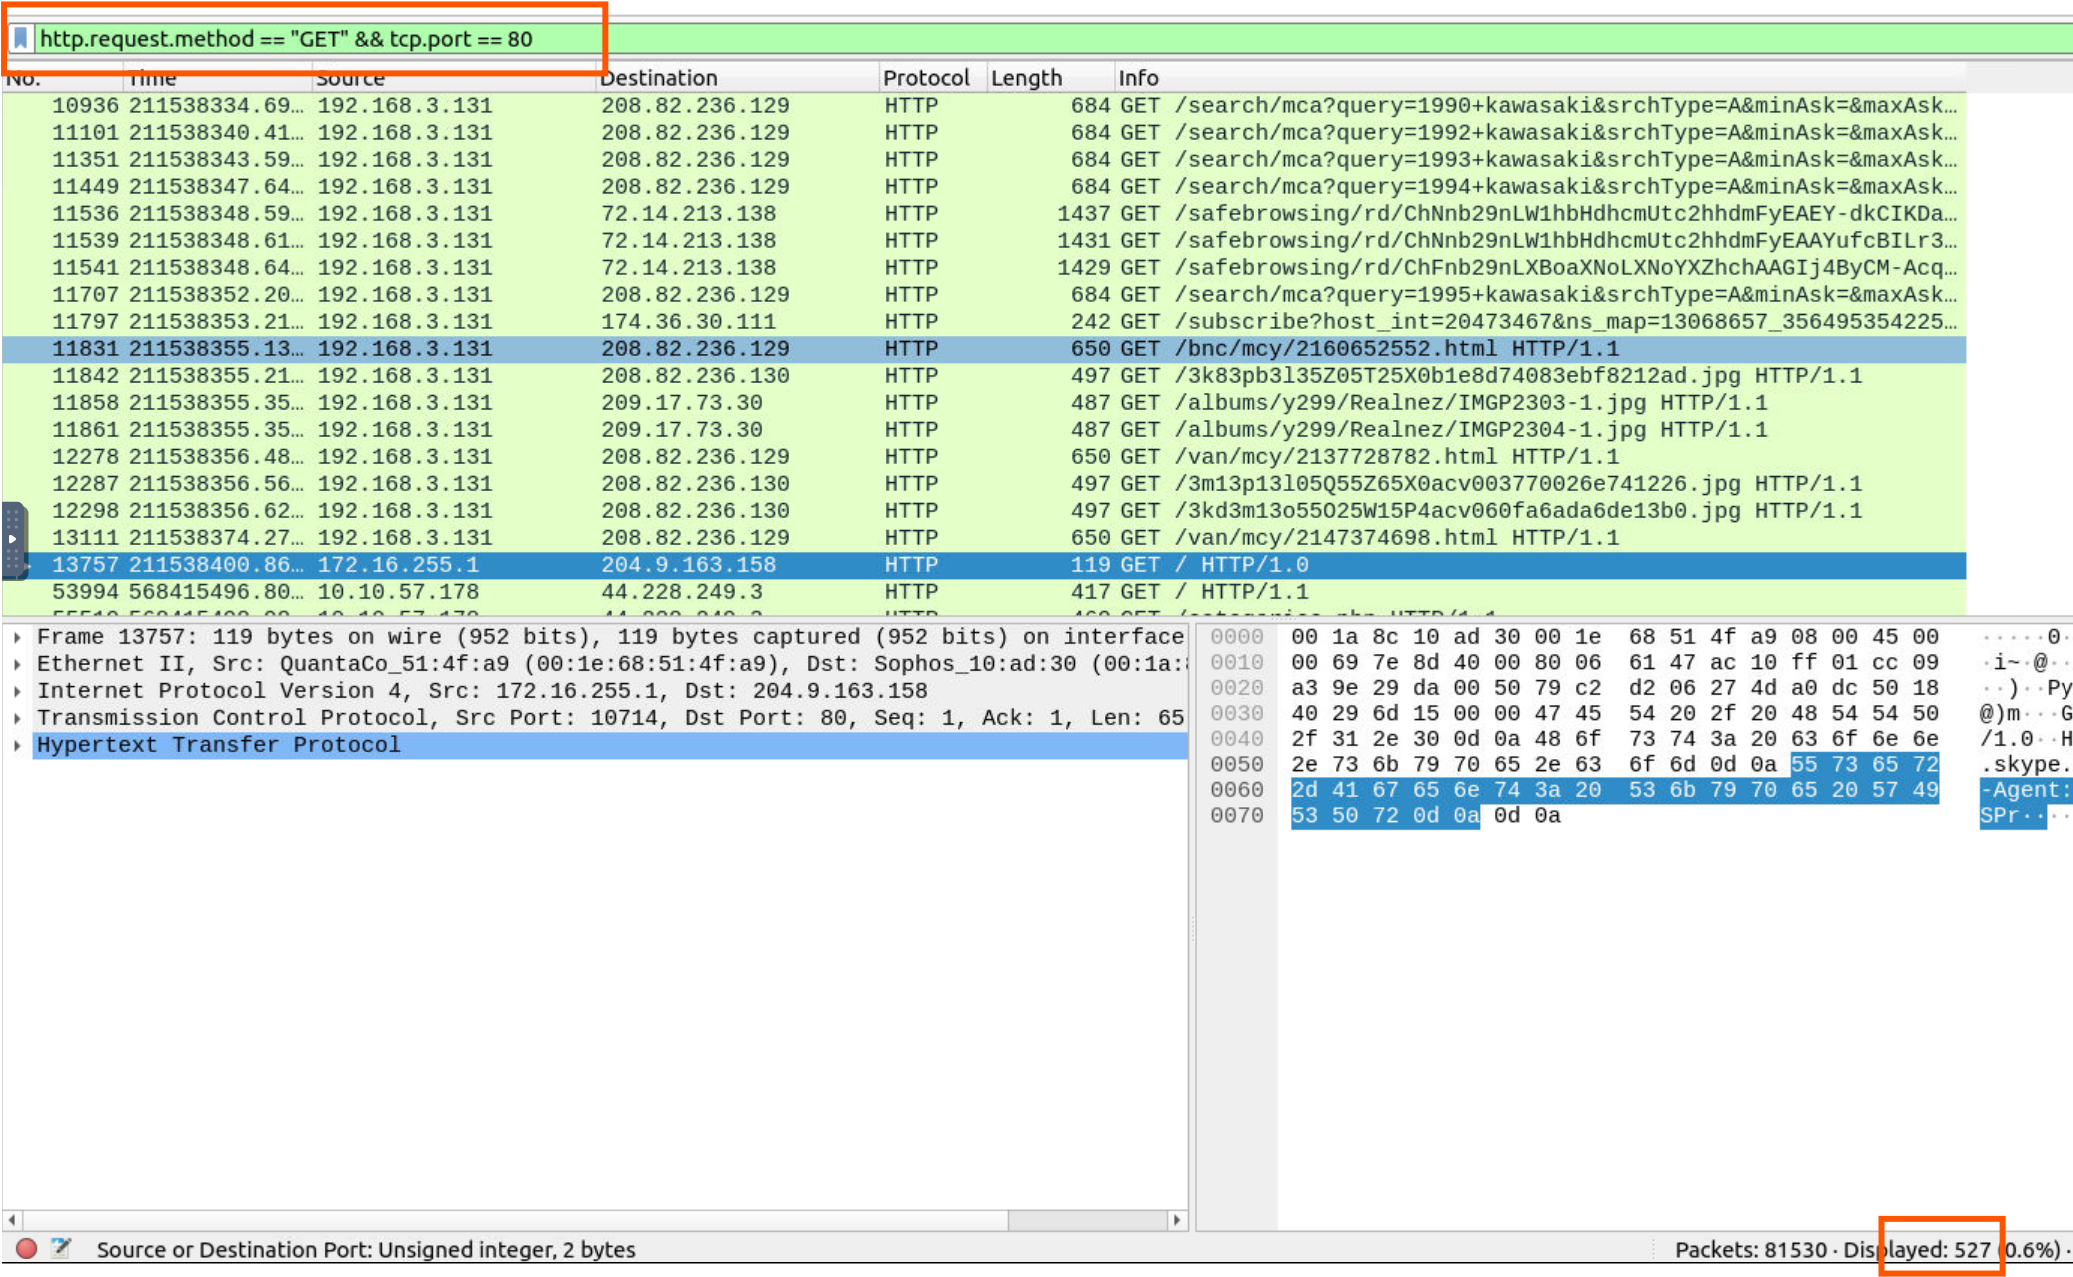 http.request.method == "GET" && tcp.port == 80
No. Time Source Destination Protocol Length Info
10936 211538334.69… 192.168.3.131 208.82.236.129 HTTP 684 GET /search/mca?query=1990+kawasaki&srchType=A&minAsk=&maxAsk…
11101 211538340.41… 192.168.3.131 208.82.236.129 HTTP 684 GET /search/mca?query=1992+kawasaki&srchType=A&minAsk=&maxAsk…
11351 211538343.59… 192.168.3.131 208.82.236.129 HTTP 684 GET /search/mca?query=1993+kawasaki&srchType=A&minAsk=&maxAsk…
11449 211538347.64… 192.168.3.131 208.82.236.129 HTTP 684 GET /search/mca?query=1994+kawasaki&srchType=A&minAsk=&maxAsk…
11536 211538348.59… 192.168.3.131 72.14.213.138 HTTP 1437 GET /safebrowsing/rd/ChNnb29nLW1hbHdhcmUtc2hhdmFyEAEY-dkCIKDa…
11539 211538348.61… 192.168.3.131 72.14.213.138 HTTP 1431 GET /safebrowsing/rd/ChNnb29nLW1hbHdhcmUtc2hhdmFyEAAYufcBILr3…
11541 211538348.64… 192.168.3.131 72.14.213.138 HTTP 1429 GET /safebrowsing/rd/ChFnb29nLXBoaXNoLXNoYXZhchAAGIj4ByCM-Acq…
11707 211538352.20… 192.168.3.131 208.82.236.129 HTTP 684 GET /search/mca?query=1995+kawasaki&srchType=A&minAsk=&maxAsk…
11797 211538353.21… 192.168.3.131 174.36.30.111 HTTP 242 GET /subscribe?host_int=20473467&ns_map=13068657_356495354225…
11831 211538355.13… 192.168.3.131 208.82.236.129 HTTP 650 GET /bnc/mcy/2160652552.html HTTP/1.1
11842 211538355.21… 192.168.3.131 208.82.236.130 HTTP 497 GET /3k83pb3l35Z05T25X0b1e8d74083ebf8212ad.jpg HTTP/1.1
11858 211538355.35… 192.168.3.131 209.17.73.30 HTTP 487 GET /albums/y299/Realnez/IMGP2303-1.jpg HTTP/1.1
11861 211538355.35… 192.168.3.131 209.17.73.30 HTTP 487 GET /albums/y299/Realnez/IMGP2304-1.jpg HTTP/1.1
12278 211538356.48… 192.168.3.131 208.82.236.129 HTTP 650 GET /van/mcy/2137728782.html HTTP/1.1
12287 211538356.56… 192.168.3.131 208.82.236.130 HTTP 497 GET /3m13p13l05Q55Z65X0acv003770026e741226.jpg HTTP/1.1
12298 211538356.62… 192.168.3.131 208.82.236.130 HTTP 497 GET /3kd3m13o55O25W15P4acv060fa6ada6de13b0.jpg HTTP/1.1
13111 211538374.27… 192.168.3.131 208.82.236.129 HTTP 650 GET /van/mcy/2147374698.html HTTP/1.1
13757 211538400.86… 172.16.255.1 204.9.163.158 HTTP 119 GET / HTTP/1.0
53994 568415496.80… 10.10.57.178 44.228.249.3 HTTP 417 GET / HTTP/1.1
Frame 13757: 119 bytes on wire (952 bits), 119 bytes captured (952 bits) on interface
Ethernet II, Src: QuantaCo_51:4f:a9 (00:1e:68:51:4f:a9), Dst: Sophos_10:ad:30 (00:1a:
Internet Protocol Version 4, Src: 172.16.255.1, Dst: 204.9.163.158
Transmission Control Protocol, Src Port: 10714, Dst Port: 80, Seq: 1, Ack: 1, Len: 65
Hypertext Transfer Protocol
0000 00 1a 8c 10 ad 30 00 1e 68 51 4f a9 08 00 45 00 ·····0·
0010 00 69 7e 8d 40 00 80 06 61 47 ac 10 ff 01 cc 09 ·i~·@··
0020 a3 9e 29 da 00 50 79 c2 d2 06 27 4d a0 dc 50 18 ··)··Py
0030 40 29 6d 15 00 00 47 45 54 20 2f 20 48 54 54 50 @)m···G
0040 2f 31 2e 30 0d 0a 48 6f 73 74 3a 20 63 6f 6e 6e /1.0··H
0050 2e 73 6b 79 70 65 2e 63 6f 6d 0d 0a 55 73 65 72 .skype.
0060 2d 41 67 65 6e 74 3a 20 53 6b 79 70 65 20 57 49 -Agent:
0070 53 50 72 0d 0a 0d 0a SPr····
Source or Destination Port: Unsigned integer, 2 bytes
Packets: 81530 · Displayed: 527 (0.6%) ·